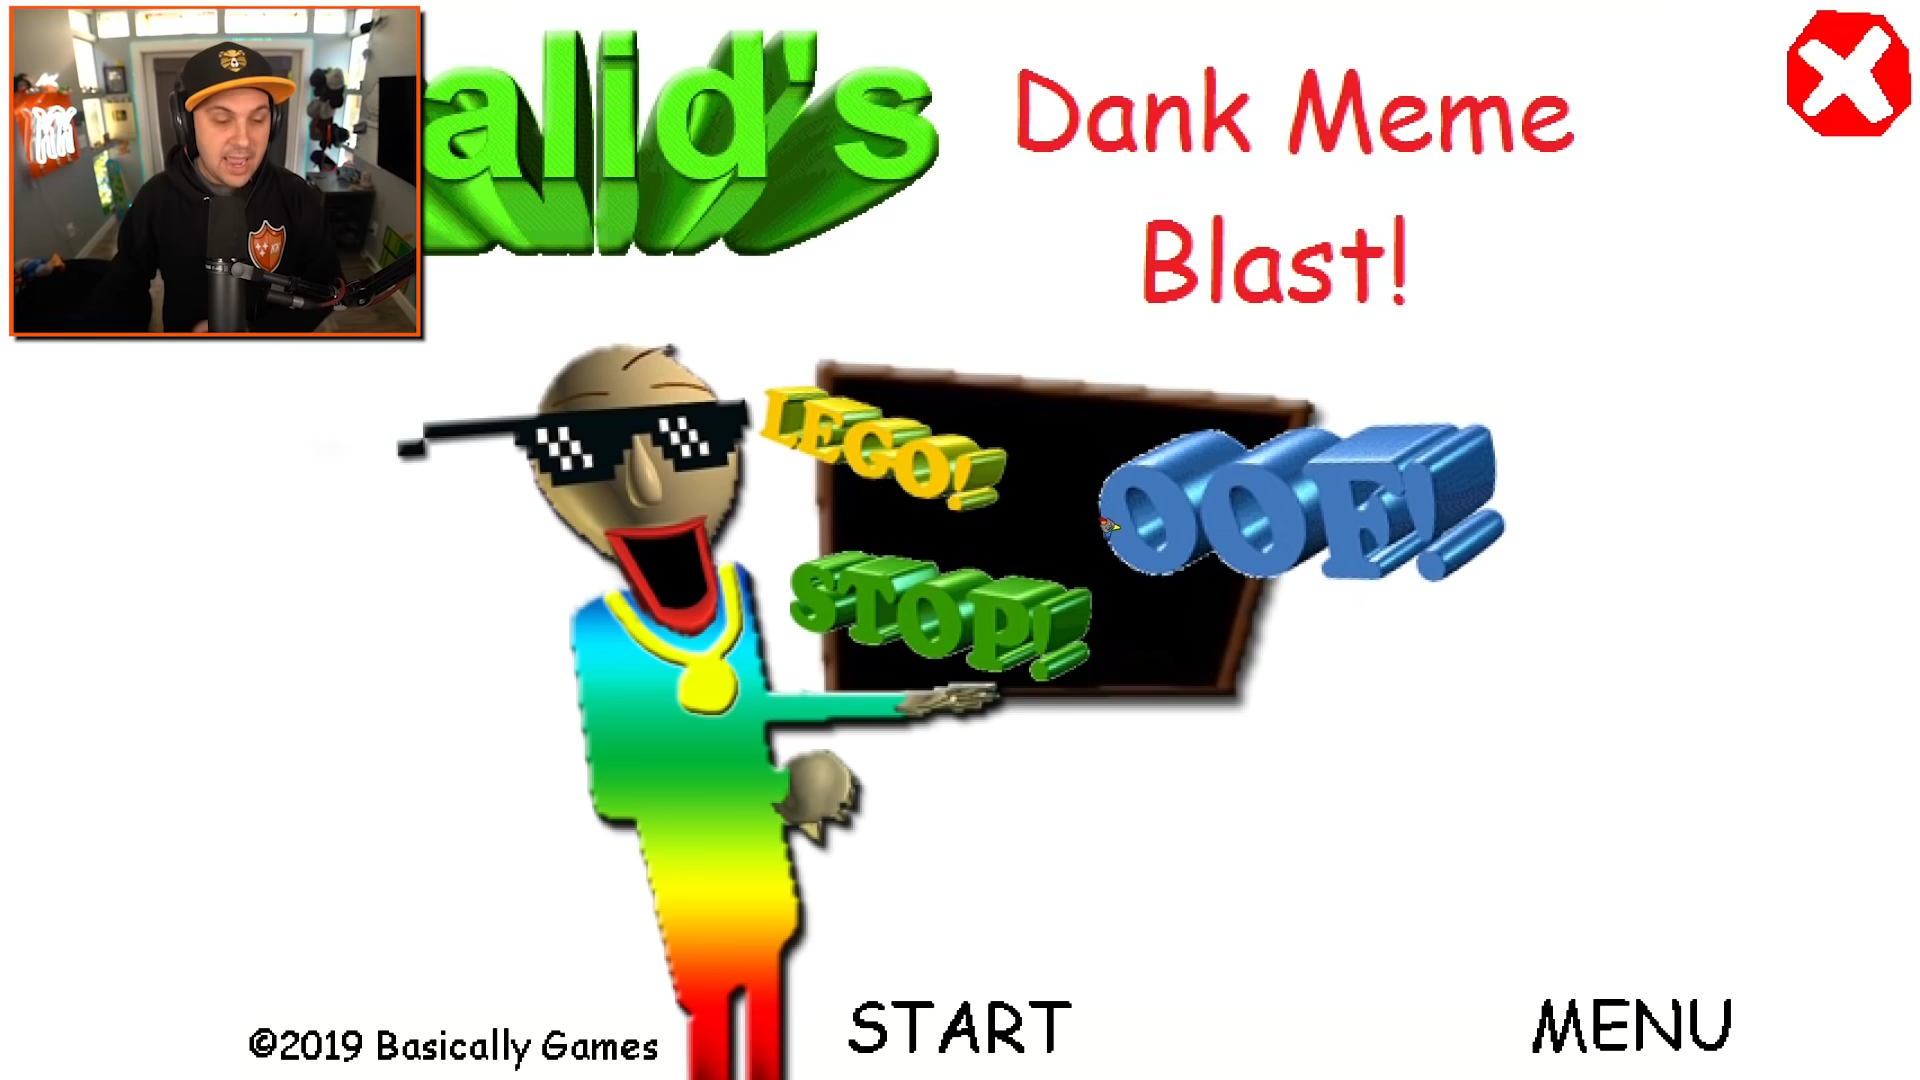 alid's
Dank Meme
Blast!
LEGO!
OOF!
STOP!
©2019 Basically Games
START
MENU